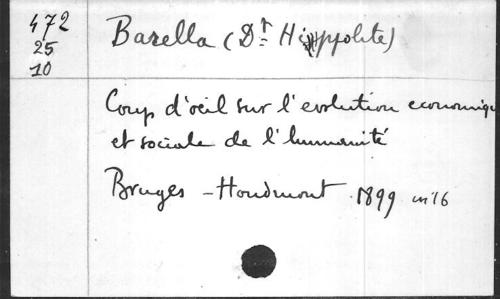 472
25
10
Barella (Dr Hippolyte)
Coup d'œil sur l'evolution economiqu
et sociale de l'humanité
Bruges - Houdmont 1899 in 16